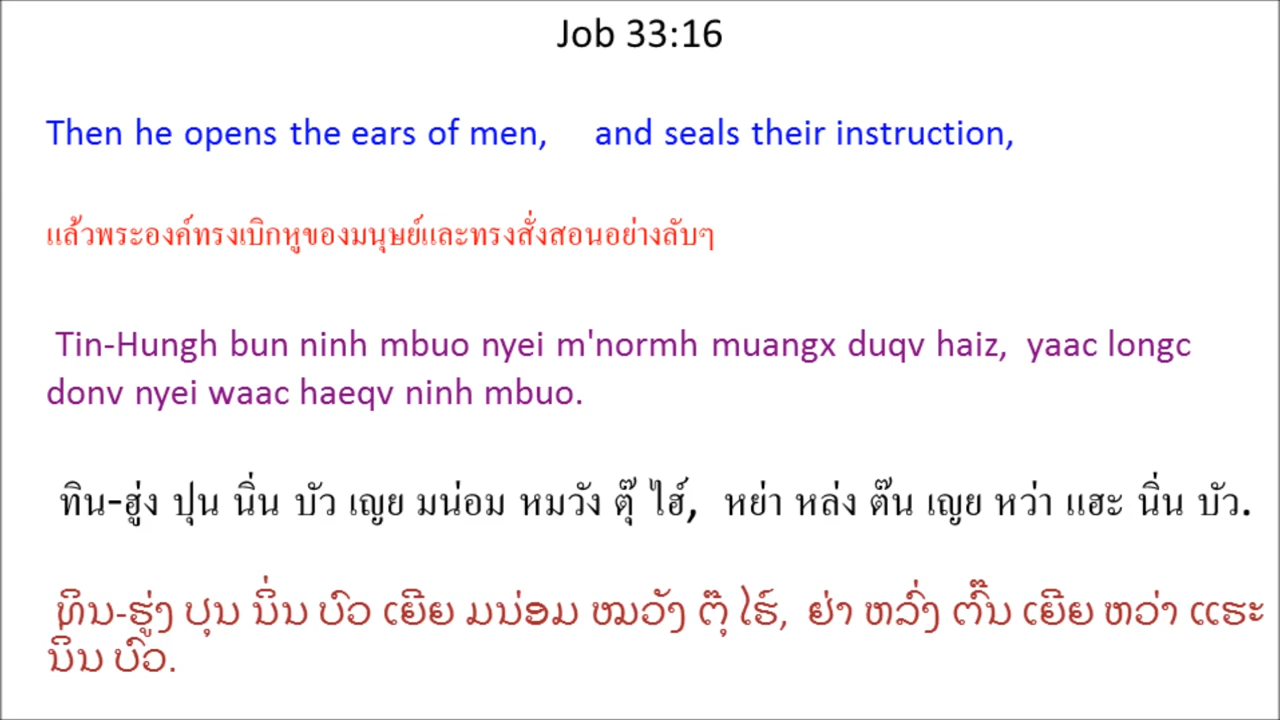 Job 33:16
Then he opens the ears of men, and seals their instruction,
แล้วพระองค์ทรงเบิกหูของมนุษย์และทรงสั่งสอนอย่างลับๆ
Tin-Hungh bun ninh mbuo nyei m'normh muangx duqv haiz, yaac longc
donv nyei waac haeqv ninh mbuo.
ทิน-ฮู่ง ปุน นิ่น บัว เญย มน่อม หมวัง ตุ๊ ไฮ์, หย่า หล่ง ต๊น เญย หว่า แฮะ นิ่น บัว.
ທິນ-ຮູ່ງ ປຸນ ນິ່ນ ບົວ ເຍີຍ ມນ່ອມ ໝວັງ ຕຸ໊ ໄຮ໌, ຢ່າ ຫລົ່ງ ຕົ໊ນ ເຍີຍ ຫວ່າ ແຮະ
ນິ່ນ ບົວ.